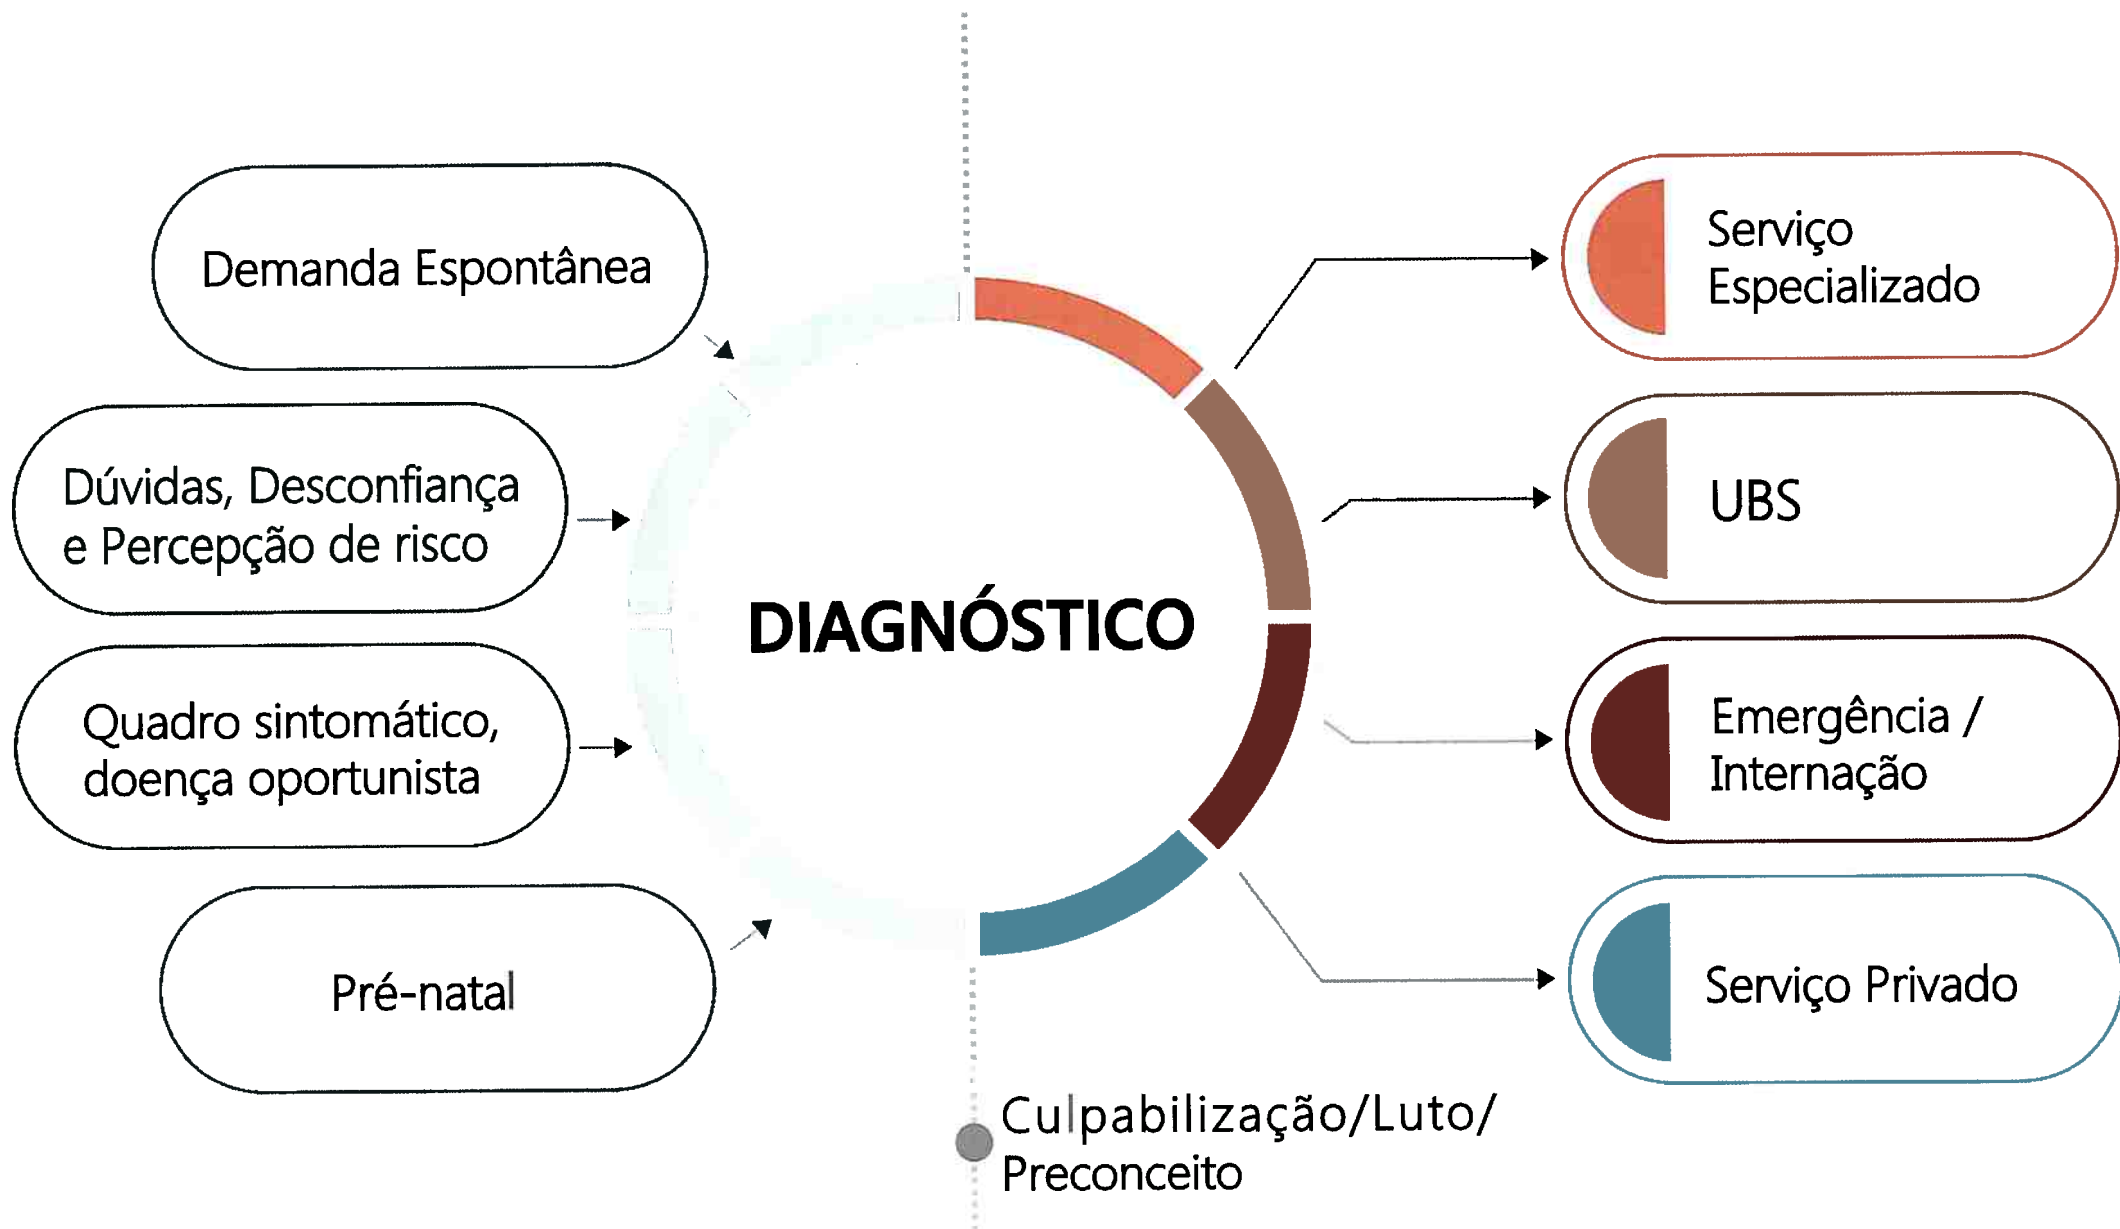 Demanda Espontânea
Dúvidas, Desconfiança
e Percepção de risco
Quadro sintomático,
doença oportunista
Pré-natal
DIAGNÓSTICO
Serviço
Especializado
UBS
Emergência /
Internação
Serviço Privado
Culpabilização/Luto/
Preconceito